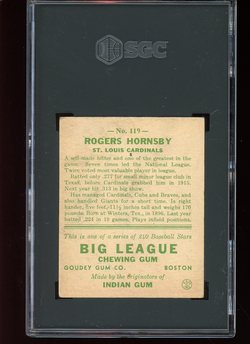 SGC
No. 119
ROGERS HORNSBY
ST. LOUIS CARDINALS
A self-made hitter and one of the greatest in the
game. Seven times led the National League.
Twice voted most valuable player in league.
Batted only .277 for small minor league club in
Texas, before Cardinals grabbed him in 1915.
Next year hit .313 in big show.
Has managed Cardinals, Cubs and Braves, and
also handled Giants for a short time. Is right
hander, five feet,-11½ inches tall and weighs 170
pounds. Born at Winters, Tex., in 1896. Last year
batted .224 in 19 games. Plays infield positions.
This is one of a series of 240 Baseball Stars
BIG LEAGUE
CHEWING GUM
GOUDEY GUM CO. BOSTON
Made by the Originators of
INDIAN GUM